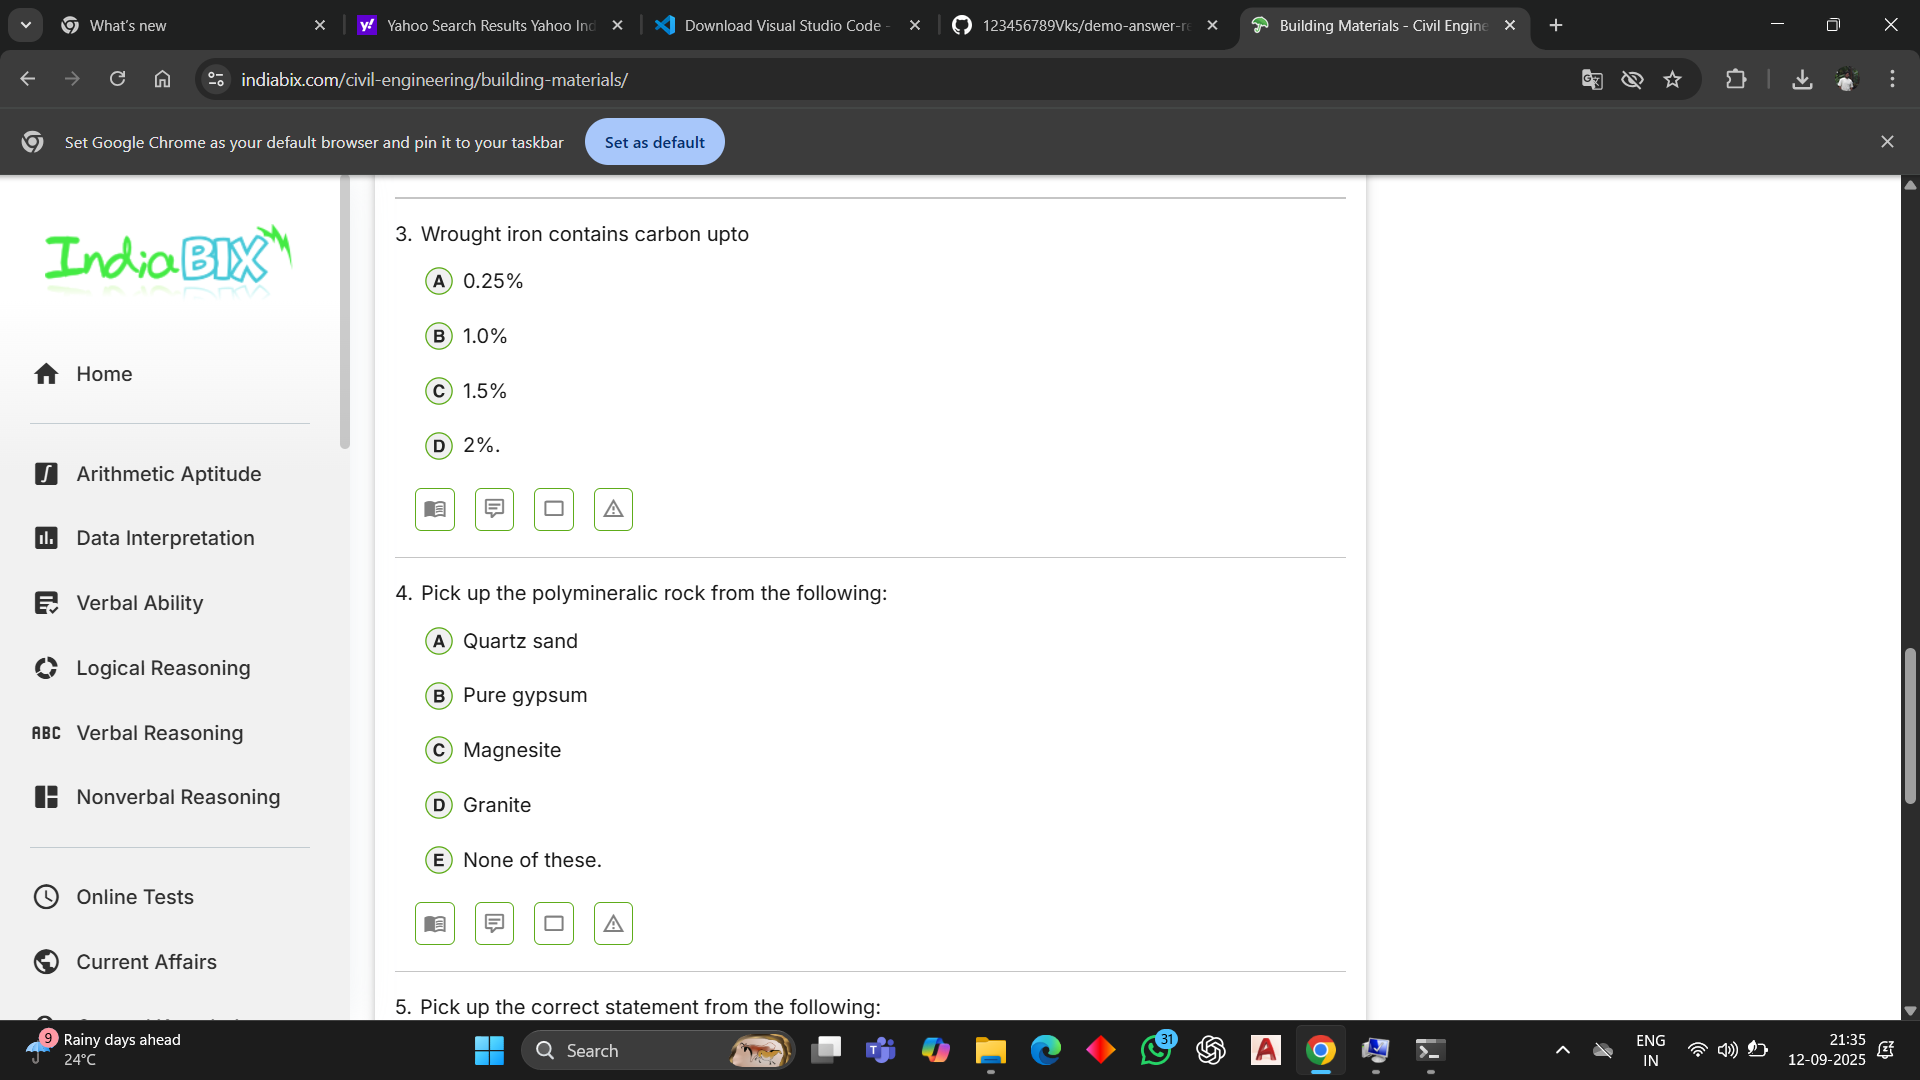 What's new
Yahoo Search Results Yahoo Ind
Download Visual Studio Code -
123456789Vks/demo-answer-re
Building Materials - Civil Engine
indiabix.com/civil-engineering/building-materials/
Set Google Chrome as your default browser and pin it to your taskbar
Set as default
IndiaBIX
Home
Arithmetic Aptitude
Data Interpretation
Verbal Ability
Logical Reasoning
ABC Verbal Reasoning
Nonverbal Reasoning
Online Tests
Current Affairs
3. Wrought iron contains carbon upto
A 0.25%
B 1.0%
C 1.5%
D 2%.
4. Pick up the polymineralic rock from the following:
A Quartz sand
B Pure gypsum
C Magnesite
D Granite
E None of these.
5. Pick up the correct statement from the following:
9
Rainy days ahead
24°C
Search
31
ENG
IN
21:35
12-09-2025